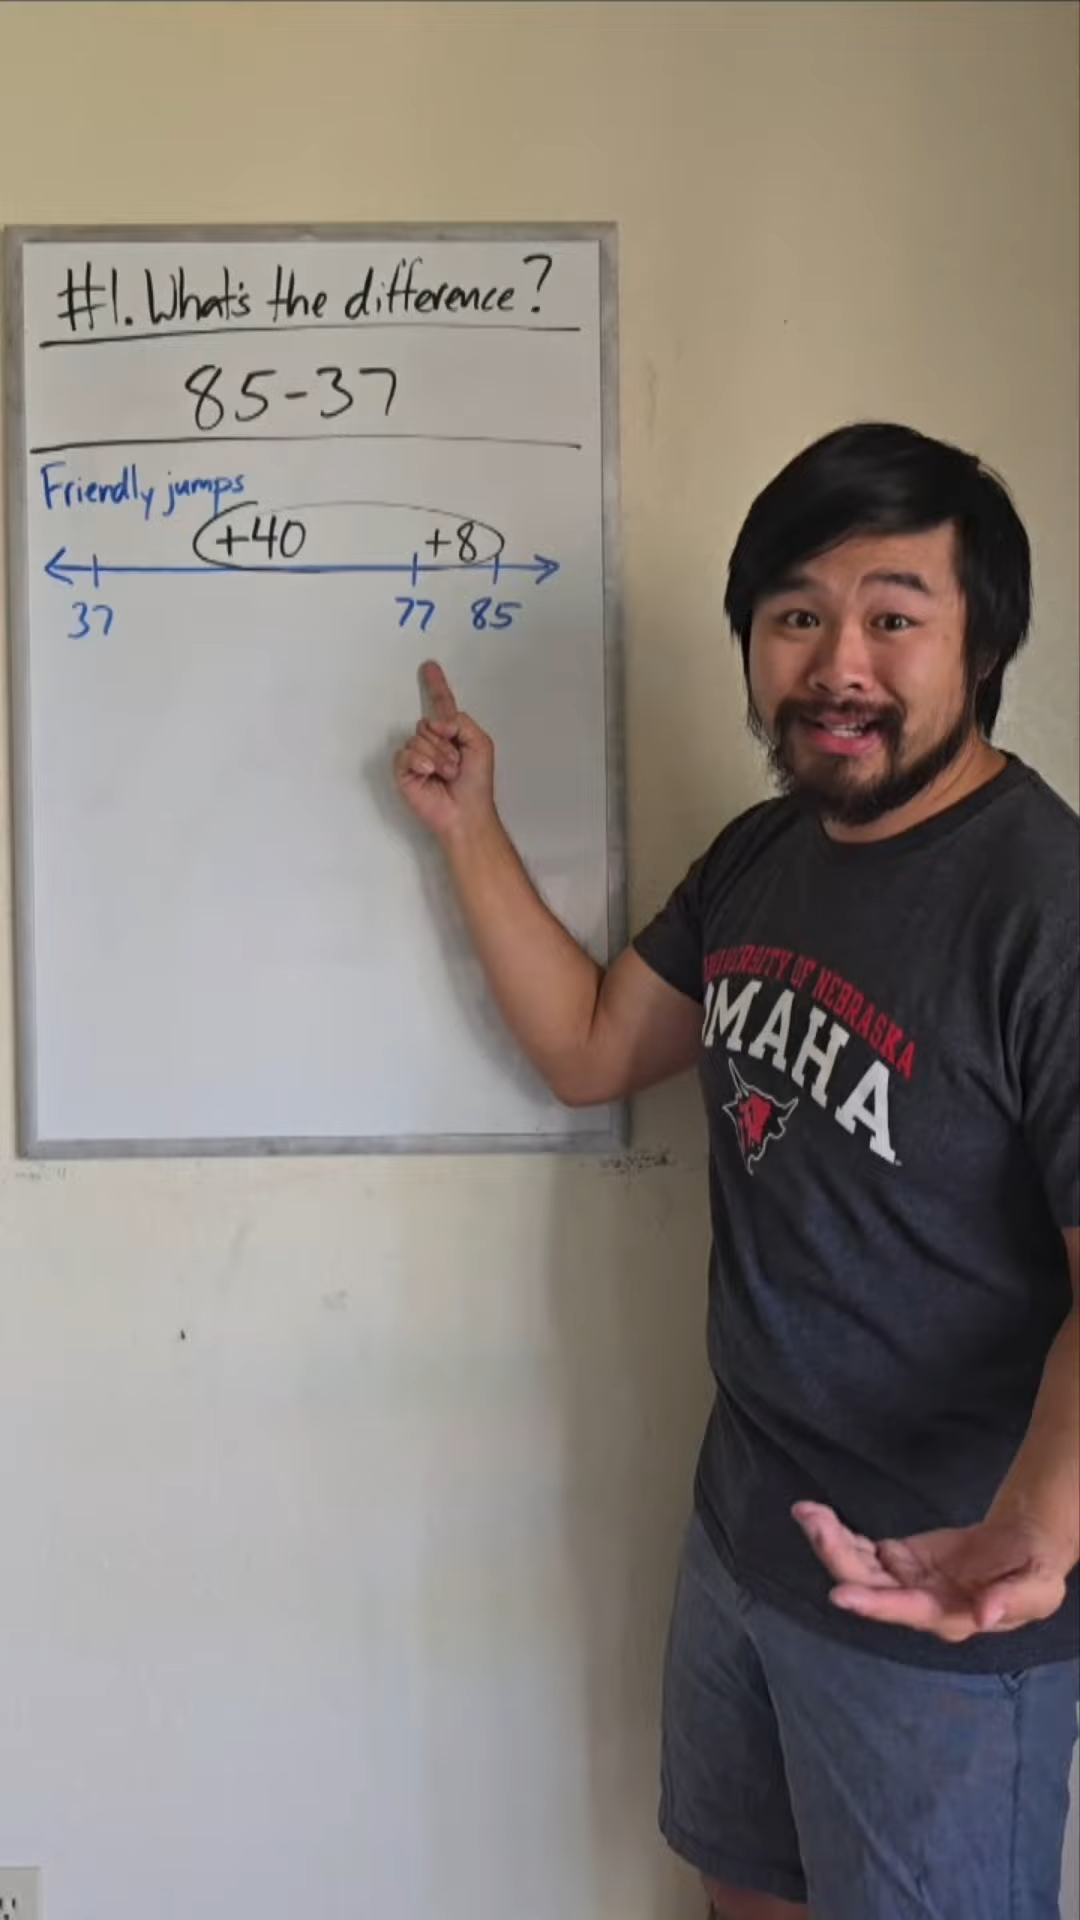 #1. What's the difference?
85-37
Friendly jumps
+40 +8
37 77 85
UNIVERSITY OF NEBRASKA
OMAHA